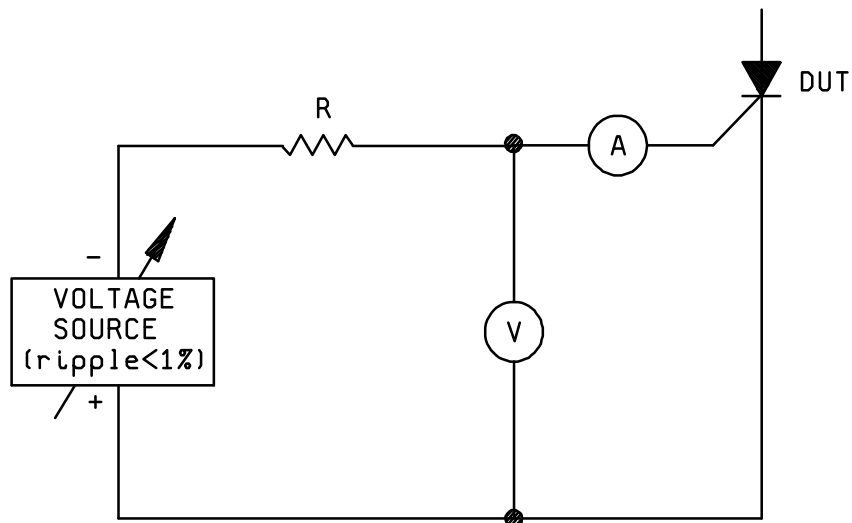 DUT
R
A
-
VOLTAGE
SOURCE
(ripple<1%)
V
+